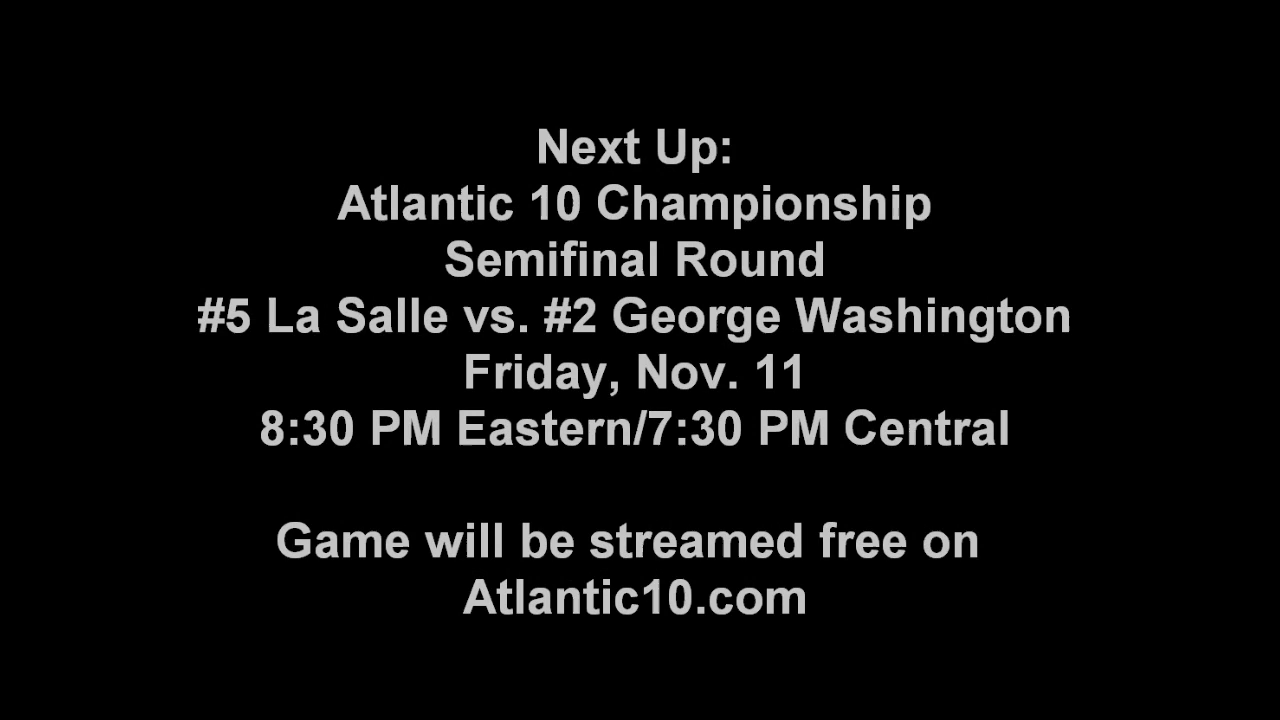 Next Up:
Atlantic 10 Championship
Semifinal Round
#5 La Salle vs. #2 George Washington
Friday, Nov. 11
8:30 PM Eastern/7:30 PM Central
Game will be streamed free on
Atlantic10.com